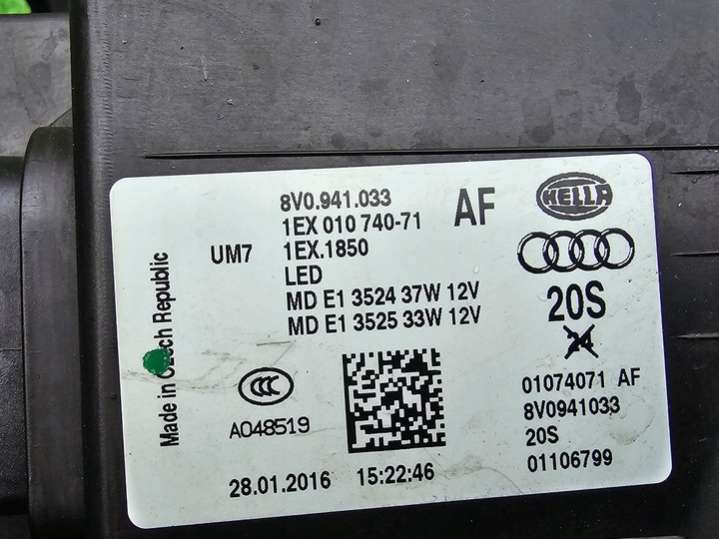 8V0.941.033
1EX 010 740-71
AF
HELLA
UM7
1EX.1850
LED
MD E1 3524 37W 12V
MD E1 3525 33W 12V
20S
24
Made in Czech Republic
CCC
A048519
01074071 AF
8V0941033
20S
01106799
28.01.2016 15:22:46